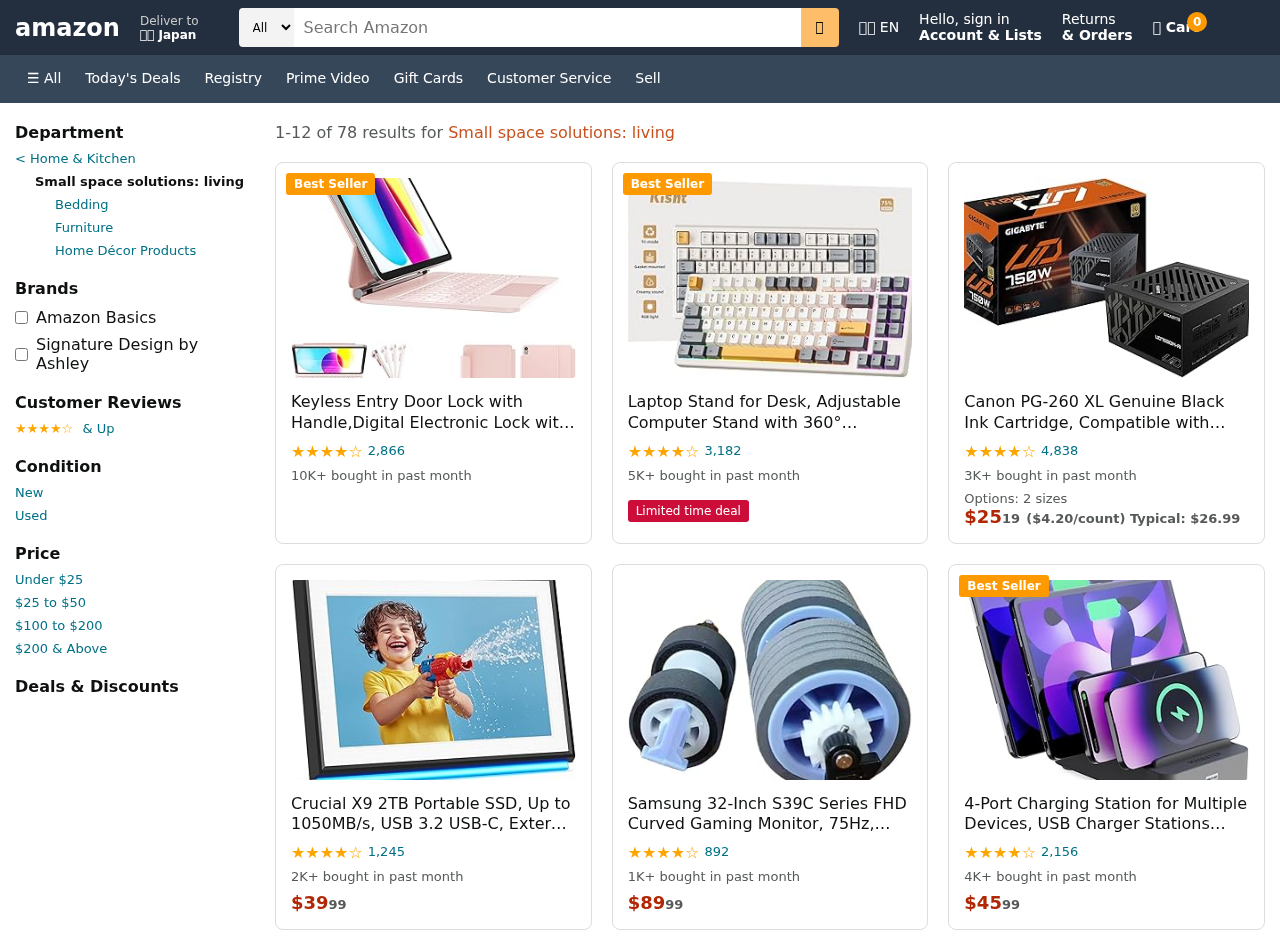 amazon
Deliver to
Japan
All
Search Amazon
EN
Hello, sign in
Account & Lists
Returns
& Orders
0
☰ All
Today's Deals
Registry
Prime Video
Gift Cards
Customer Service
Sell
Department
< Home & Kitchen
Small space solutions: living
Bedding
Furniture
Home Décor Products
Brands
Amazon Basics
Signature Design by
Ashley
Customer Reviews
★★★★☆ & Up
Condition
New
Used
Price
Under $25
$25 to $50
$100 to $200
$200 & Above
Deals & Discounts
1-12 of 78 results for Small space solutions: living
Best Seller
Keyless Entry Door Lock with
Handle,Digital Electronic Lock wit…
★★★★☆ 2,866
10K+ bought in past month
Best Seller
75%
Laptop Stand for Desk, Adjustable
Computer Stand with 360°…
★★★★☆ 3,182
5K+ bought in past month
Limited time deal
GIGABYTE
UD
750W
750W
Canon PG-260 XL Genuine Black
Ink Cartridge, Compatible with…
★★★★☆ 4,838
3K+ bought in past month
Options: 2 sizes
$2519 ($4.20/count) Typical: $26.99
Crucial X9 2TB Portable SSD, Up to
1050MB/s, USB 3.2 USB-C, Exter…
★★★★☆ 1,245
2K+ bought in past month
$3999
Samsung 32-Inch S39C Series FHD
Curved Gaming Monitor, 75Hz,…
★★★★☆ 892
1K+ bought in past month
$8999
Best Seller
4-Port Charging Station for Multiple
Devices, USB Charger Stations…
★★★★☆ 2,156
4K+ bought in past month
$4599